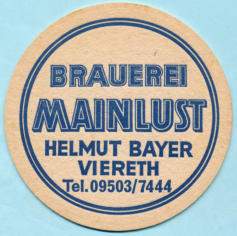 BRAUEREI
MAINLUST
HELMUT BAYER
VIERETH
Tel. 09503/7444